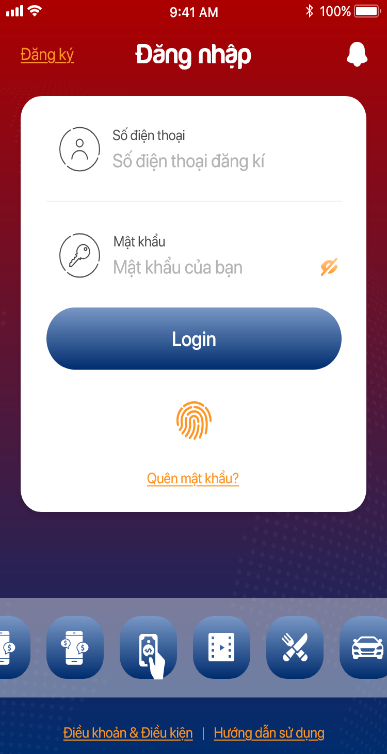 9:41 AM 100%
Đăng ký Đăng nhập
Số điện thoại
Số điện thoại đăng kí
Mật khẩu
Mật khẩu của bạn
Login
Quên mật khẩu?
Điều khoản & Điều kiện | Hướng dẫn sử dụng